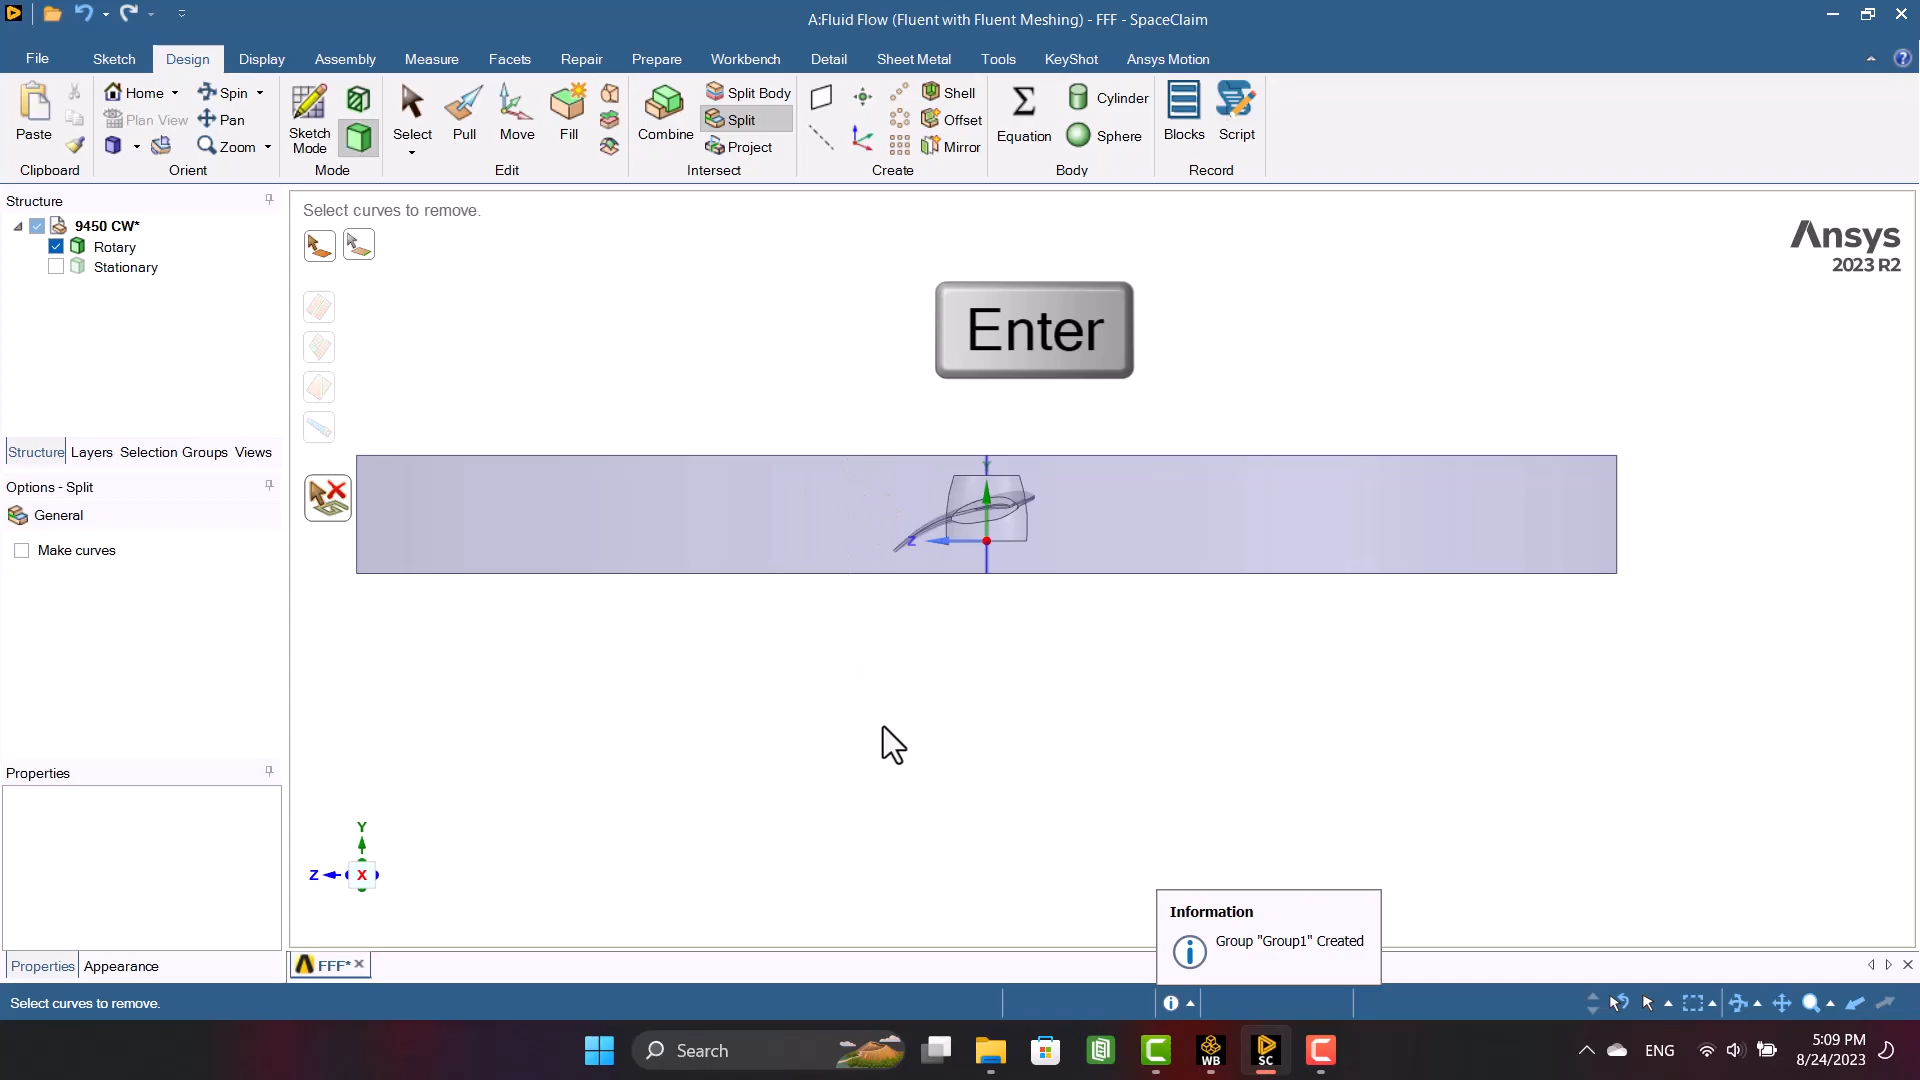 A:Fluid Flow (Fluent with Fluent Meshing) - FFF - SpaceClaim
File Sketch Design Display Assembly Measure Facets Repair Prepare Workbench Detail Sheet Metal Tools KeyShot Ansys Motion
Home Spin Split Body Shell Cylinder
Plan View Pan Split Offset
Paste Sketch Mode Select Pull Move Fill Combine Equation Sphere Blocks Script
Zoom Project Mirror
Clipboard Orient Mode Edit Intersect Create Body Record
Structure
Select curves to remove.
9450 CW*
Rotary
Stationary
Ansys
2023 R2
Enter
Structure Layers Selection Groups Views
Options - Split
General
Make curves
Y
Z
Properties
Y
Z X
Information
Group "Group1" Created
Properties Appearance
FFF*
Select curves to remove.
Search
WB
SC
ENG
5:09 PM
8/24/2023